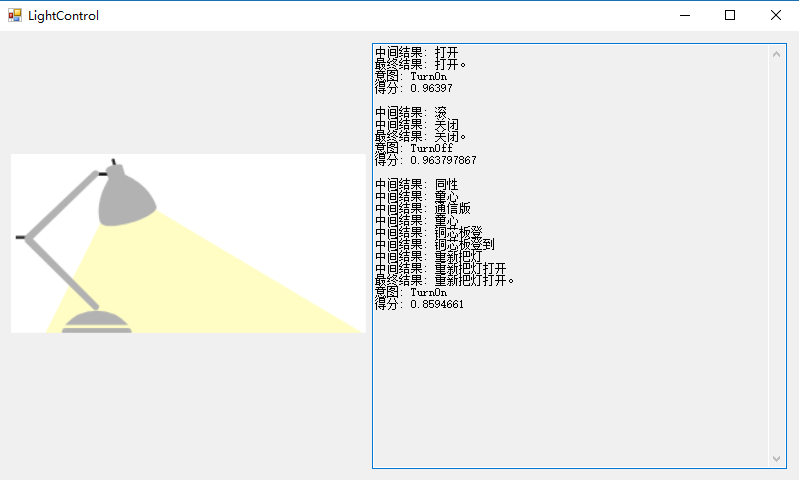 LightControl
中间结果: 打开
最终结果: 打开。
意图: TurnOn
得分: 0.96397
中间结果: 滚
中间结果: 关闭
最终结果: 关闭。
意图: TurnOff
得分: 0.963797867
中间结果: 同性
中间结果: 童心
中间结果: 通信版
中间结果: 童心
中间结果: 铜芯板登
中间结果: 铜芯板登到
中间结果: 重新把灯
中间结果: 重新把灯打开
最终结果: 重新把灯打开。
意图: TurnOn
得分: 0.8594661